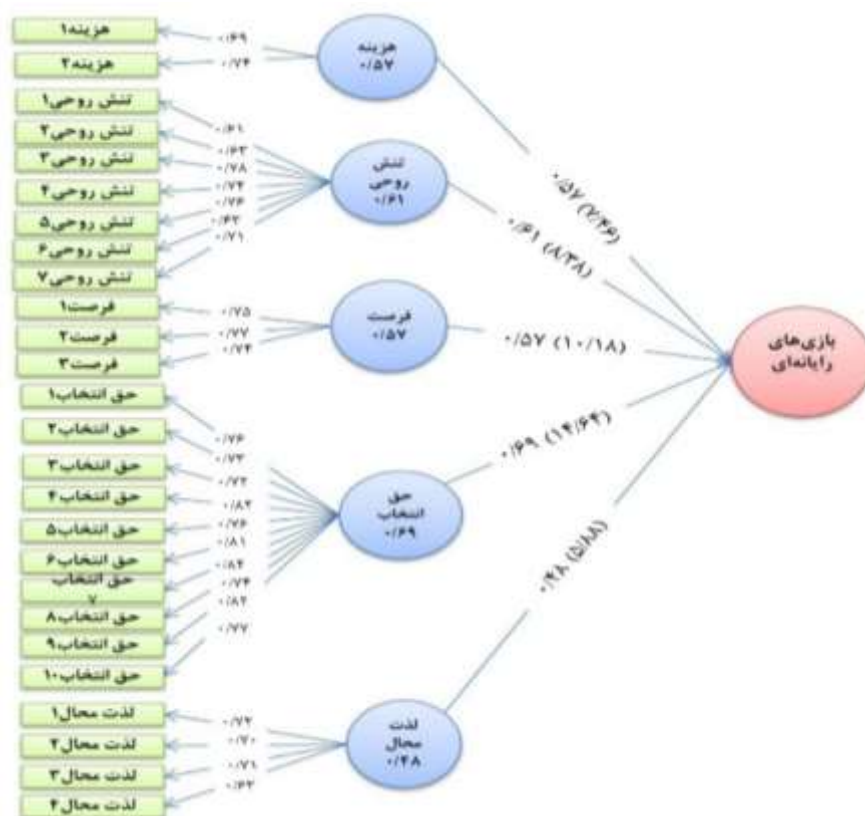 هزینه۱
هزینه۲
تنش روحی۱
تنش روحی۲
تنش روحی۳
تنش روحی۴
تنش روحی۵
تنش روحی۶
تنش روحی۷
فرصت۱
فرصت۲
فرصت۳
حق انتخاب۱
حق انتخاب۲
حق انتخاب۳
حق انتخاب۴
حق انتخاب۵
حق انتخاب۶
حق انتخاب
۷
حق انتخاب۸
حق انتخاب۹
حق انتخاب۱۰
لذت محال۱
لذت محال۲
لذت محال۳
لذت محال۴
۰/۶۹
۰/۷۴
۰/۶۱
۰/۶۳
۰/۷۸
۰/۷۴
۰/۷۶
۰/۶۳
۰/۷۱
۰/۷۵
۰/۷۷
۰/۷۴
۰/۷۶
۰/۷۳
۰/۷۲
۰/۸۲
۰/۷۶
۰/۸۱
۰/۸۴
۰/۷۴
۰/۸۲
۰/۷۷
۰/۷۲
۰/۷۰
۰/۷۱
۰/۶۳
هزینه
۰/۵۷
تنش
روحی
۰/۶۱
فرصت
۰/۵۷
حق
انتخاب
۰/۶۹
لذت
محال
۰/۴۸
۰/۵۷ (۷/۴۶)
۰/۶۱ (۸/۳۸)
۰/۵۷ (۱۰/۱۸)
۰/۶۹ (۱۴/۶۴)
۰/۴۸ (۵/۸۸)
بازی‌های
رایانه‌ای